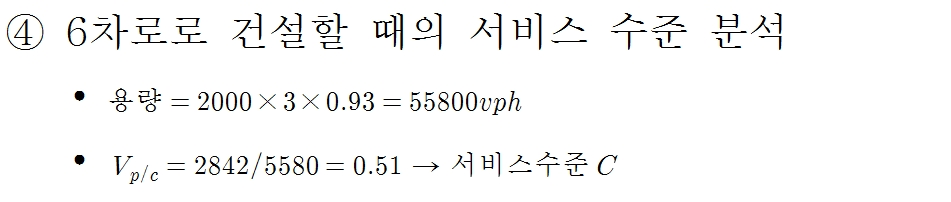 ④ 6차로로 건설할 때의 서비스 수준 분석
• 용량 = 2000×3×0.93 = 55800vph
• V_{p/c} = 2842/5580 = 0.51 → 서비스수준 C